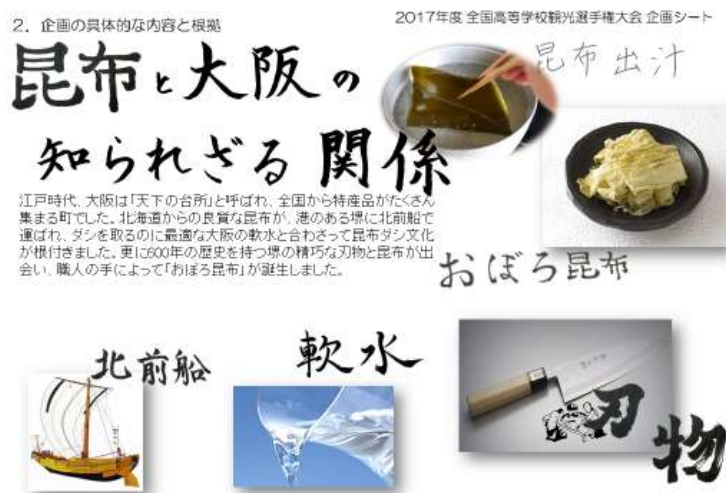 2．企画の具体的な内容と根拠
2017年度 全国高等学校観光選手権大会 企画シート
昆布と大阪の
知られざる 関係
昆布出汁
江戸時代、大阪は「天下の台所」と呼ばれ、全国から特産品がたくさん
集まる町でした。北海道からの良質な昆布が、港のある堺に北前船で
運ばれ、ダシを取るのに最適な大阪の軟水と合わさって昆布ダシ文化
が根付きました。更に600年の歴史を持つ堺の精巧な刃物と昆布が出
会い、職人の手によって「おぼろ昆布」が誕生しました。
おぼろ昆布
北前船
軟水
刃物